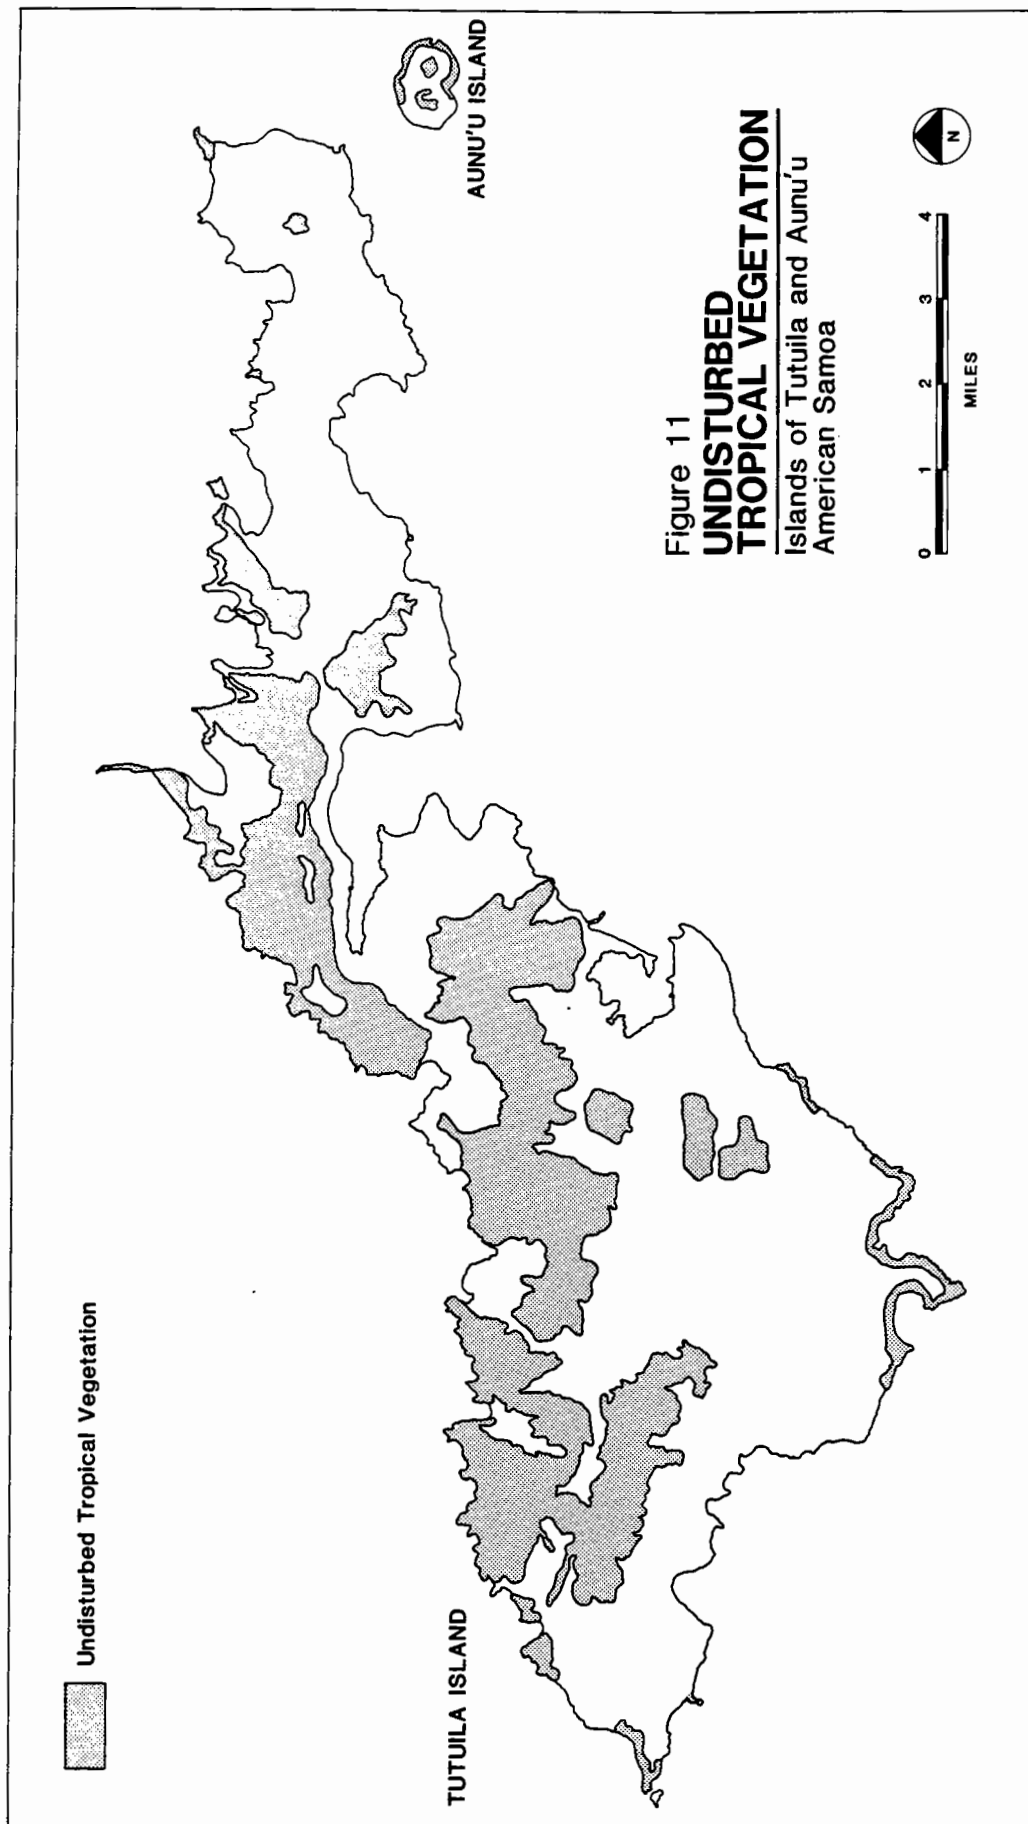 Undisturbed Tropical Vegetation
TUTUILA ISLAND
AUNU'U ISLAND
Figure 11
UNDISTURBED
TROPICAL VEGETATION
Islands of Tutuila and Aunu'u
American Samoa
0 1 2 3 4
MILES
N